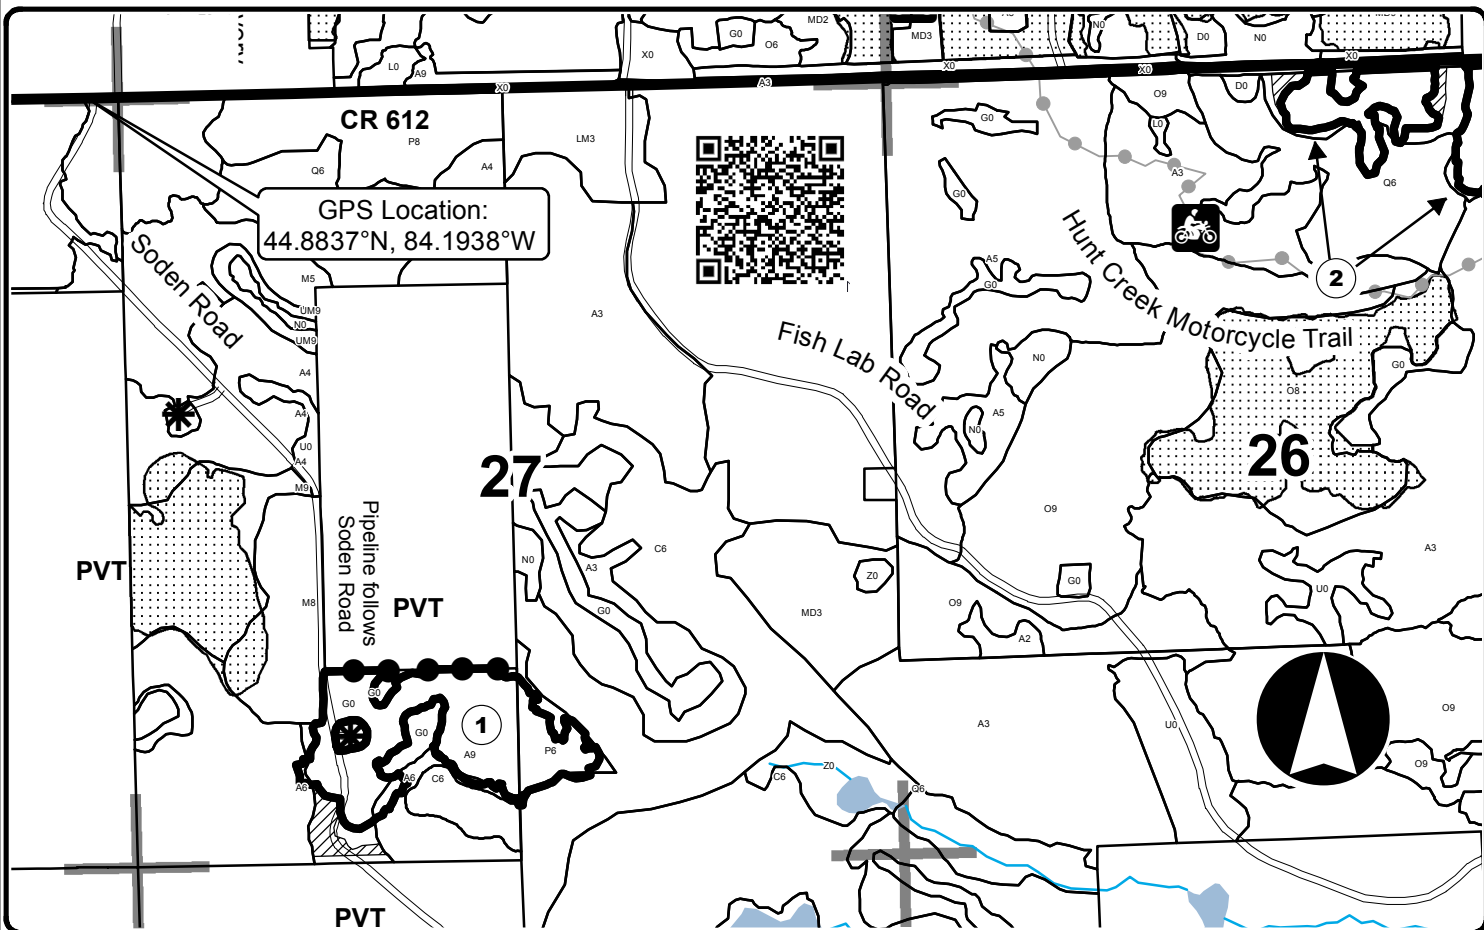 MD2
G0
O6
MD3
N0
D0
N0
X0
L0
A9
X0
A3
X0
X0
X0
CR 612
P8
Q6
A4
LM3
G0
O9
D0
L0
A3
Q6
G0
GPS Location:
44.8837°N, 84.1938°W
Soden Road
M5
UM9
N0
UM9
A4
A4
U0
A4
M9
A3
Fish Lab Road
Hunt Creek Motorcycle Trail
2
A5
G0
N0
A5
N0
G0
O8
27
26
Pipeline follows
Soden Road
PVT
PVT
M8
N0
A3
C6
G0
O9
Z0
MD3
O9
G0
A2
A3
U0
G0
G0
G0
1
A9
P6
A6
A6
C6
A3
U0
O9
O9
C6
Z0
Q6
PVT